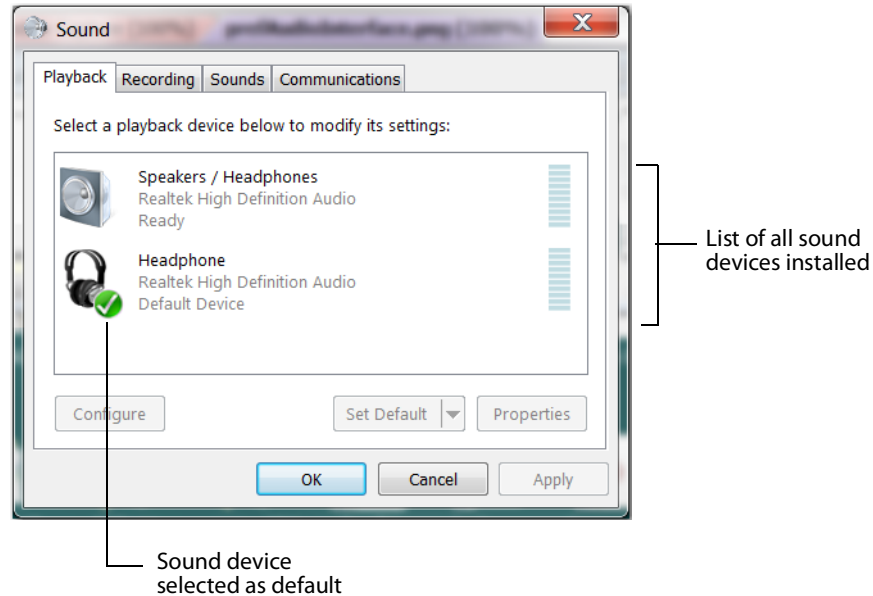 Sound
Playback
Recording
Sounds
Communications
Select a playback device below to modify its settings:
Speakers / Headphones
Realtek High Definition Audio
Ready
Headphone
Realtek High Definition Audio
Default Device
Configure
Set Default
Properties
OK
Cancel
Apply
List of all sound
devices installed
Sound device
selected as default